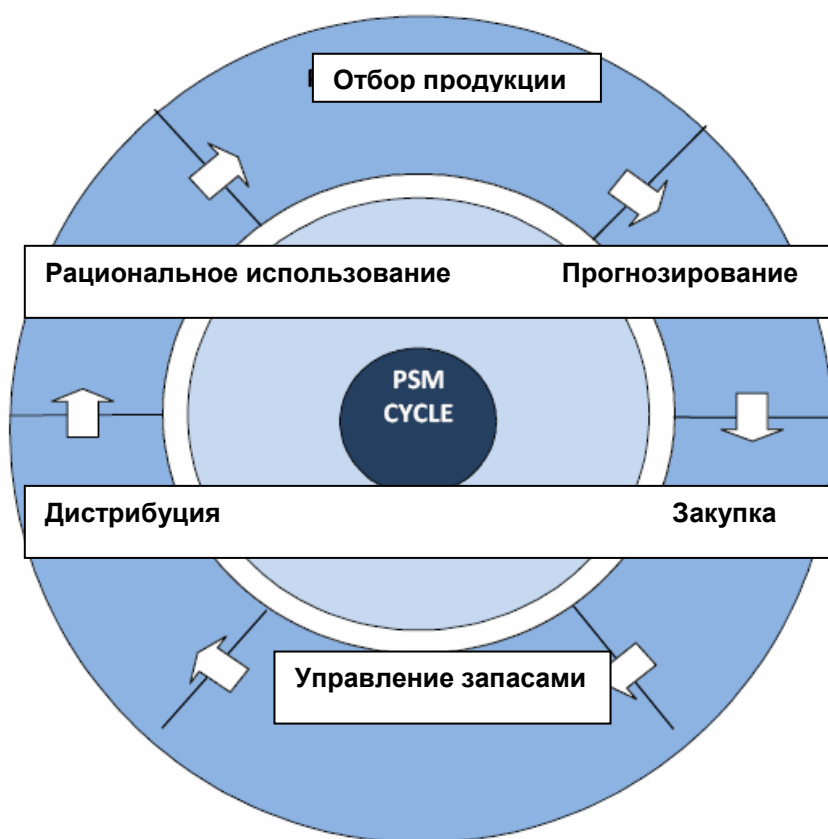 Отбор продукции
Рациональное использование Прогнозирование
PSM
CYCLE
Дистрибуция Закупка
Управление запасами